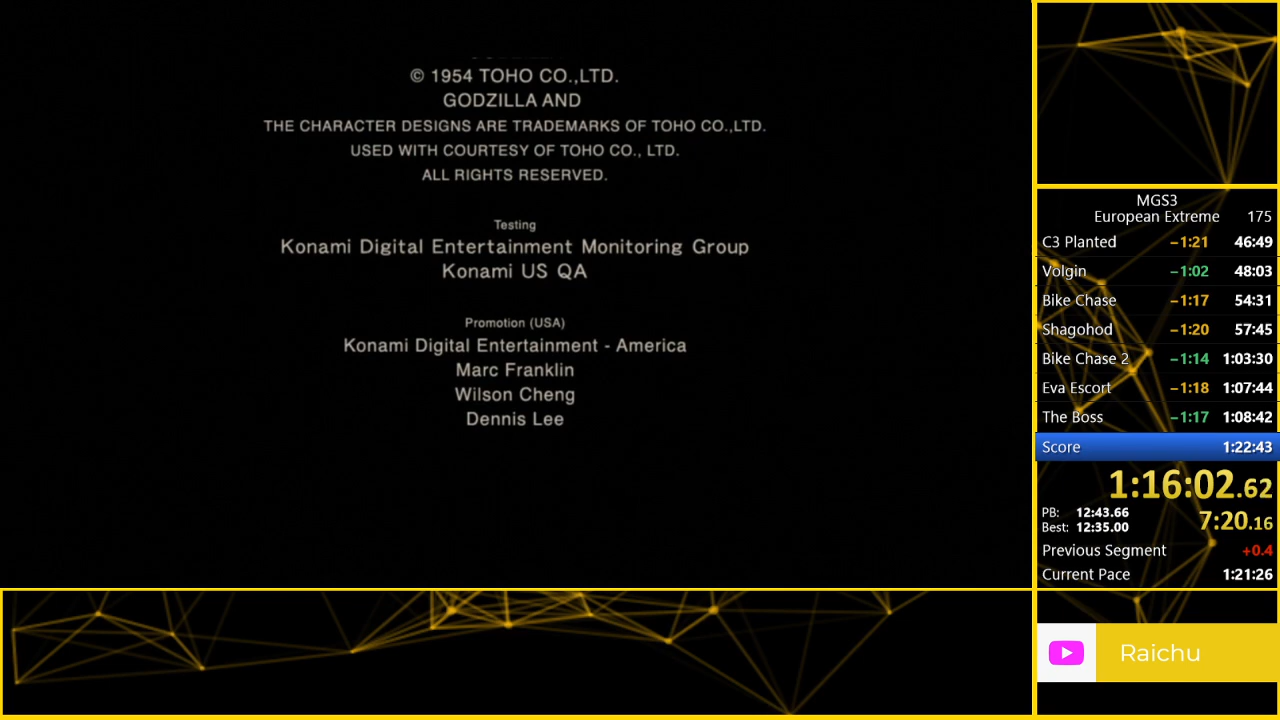 © 1954 TOHO CO.,LTD.
GODZILLA AND
THE CHARACTER DESIGNS ARE TRADEMARKS OF TOHO CO.,LTD.
USED WITH COURTESY OF TOHO CO., LTD.
ALL RIGHTS RESERVED.
Testing
Konami Digital Entertainment Monitoring Group
Konami US QA
Promotion (USA)
Konami Digital Entertainment - America
Marc Franklin
Wilson Cheng
Dennis Lee
MGS3
European Extreme 175
C3 Planted −1:21 46:49
Volgin −1:02 48:03
Bike Chase −1:17 54:31
Shagohod −1:20 57:45
Bike Chase 2 −1:14 1:03:30
Eva Escort −1:18 1:07:44
The Boss −1:17 1:08:42
Score 1:22:43
1:16:02.62
PB: 12:43.66
Best: 12:35.00
7:20.16
Previous Segment +0.4
Current Pace 1:21:26
Raichu